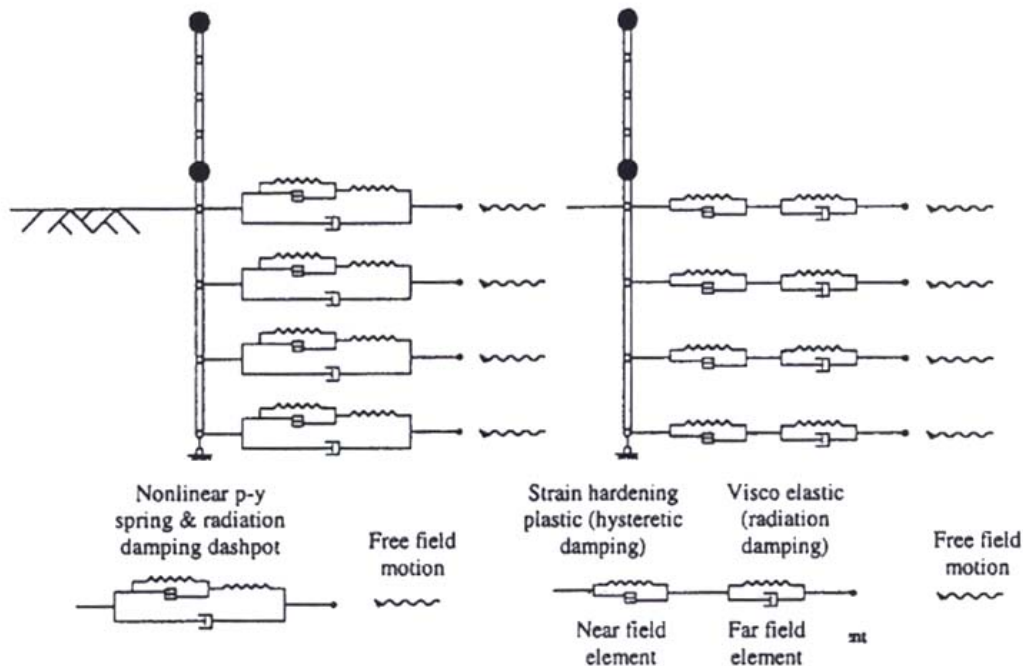 Nonlinear p-y
spring & radiation
damping dashpot
Free field
motion
Strain hardening
plastic (hysteretic
damping)
Visco elastic
(radiation
damping)
Free field
motion
Near field
element
Far field
element